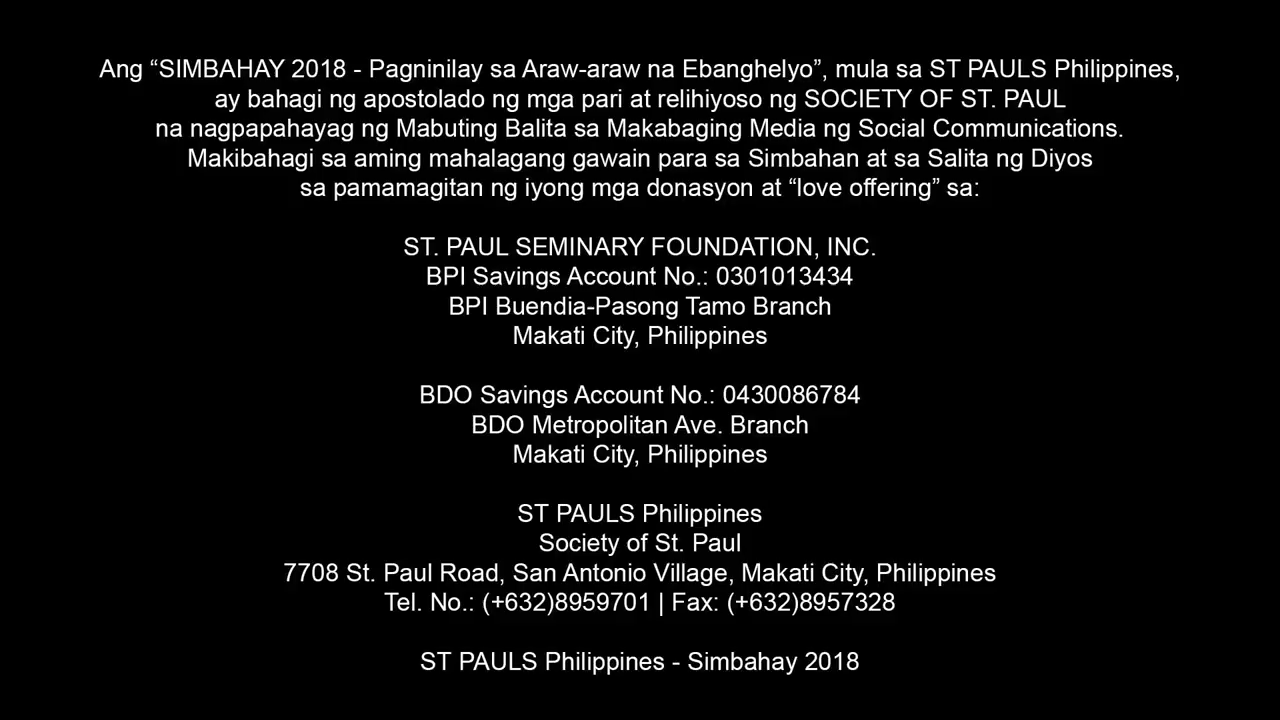 Ang “SIMBAHAY 2018 - Pagninilay sa Araw-araw na Ebanghelyo”, mula sa ST PAULS Philippines,
ay bahagi ng apostolado ng mga pari at relihiyoso ng SOCIETY OF ST. PAUL
na nagpapahayag ng Mabuting Balita sa Makabaging Media ng Social Communications.
Makibahagi sa aming mahalagang gawain para sa Simbahan at sa Salita ng Diyos
sa pamamagitan ng iyong mga donasyon at “love offering” sa:
ST. PAUL SEMINARY FOUNDATION, INC.
BPI Savings Account No.: 0301013434
BPI Buendia-Pasong Tamo Branch
Makati City, Philippines
BDO Savings Account No.: 0430086784
BDO Metropolitan Ave. Branch
Makati City, Philippines
ST PAULS Philippines
Society of St. Paul
7708 St. Paul Road, San Antonio Village, Makati City, Philippines
Tel. No.: (+632)8959701 | Fax: (+632)8957328
ST PAULS Philippines - Simbahay 2018